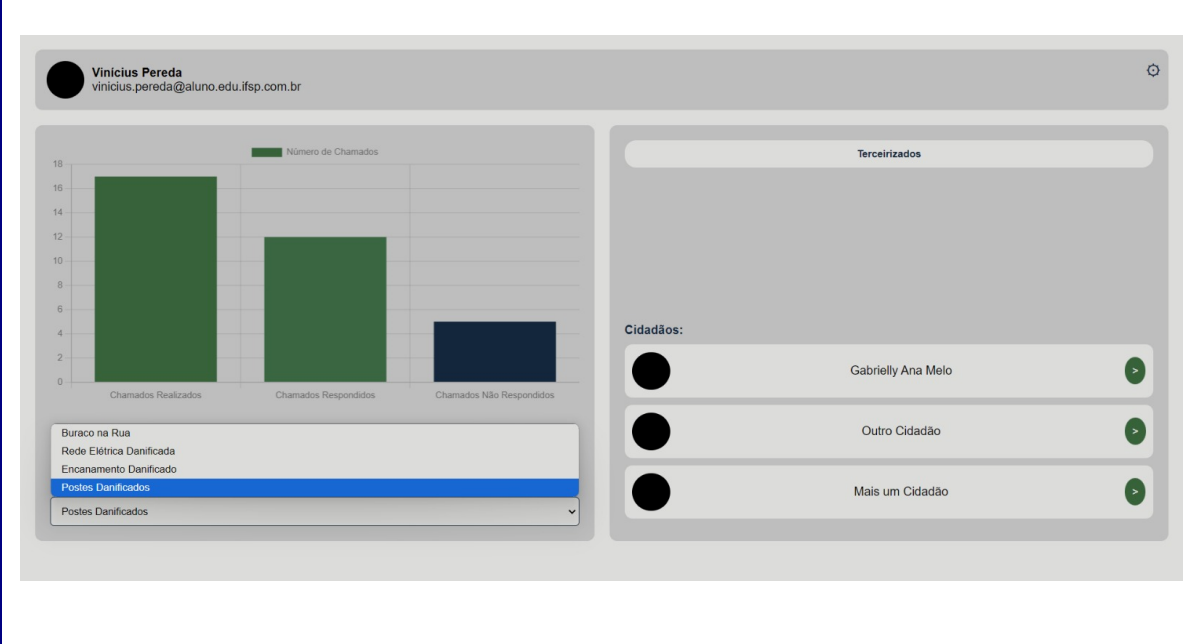 Vinícius Pereda
vinicius.pereda@aluno.edu.ifsp.com.br
Número de Chamados
18
16
14
12
10
8
6
4
2
0
Chamados Realizados
Chamados Respondidos
Chamados Não Respondidos
Buraco na Rua
Rede Elétrica Danificada
Encanamento Danificado
Postes Danificados
Postes Danificados
Terceirizados
Cidadãos:
Gabrielly Ana Melo
>
Outro Cidadão
>
Mais um Cidadão
>